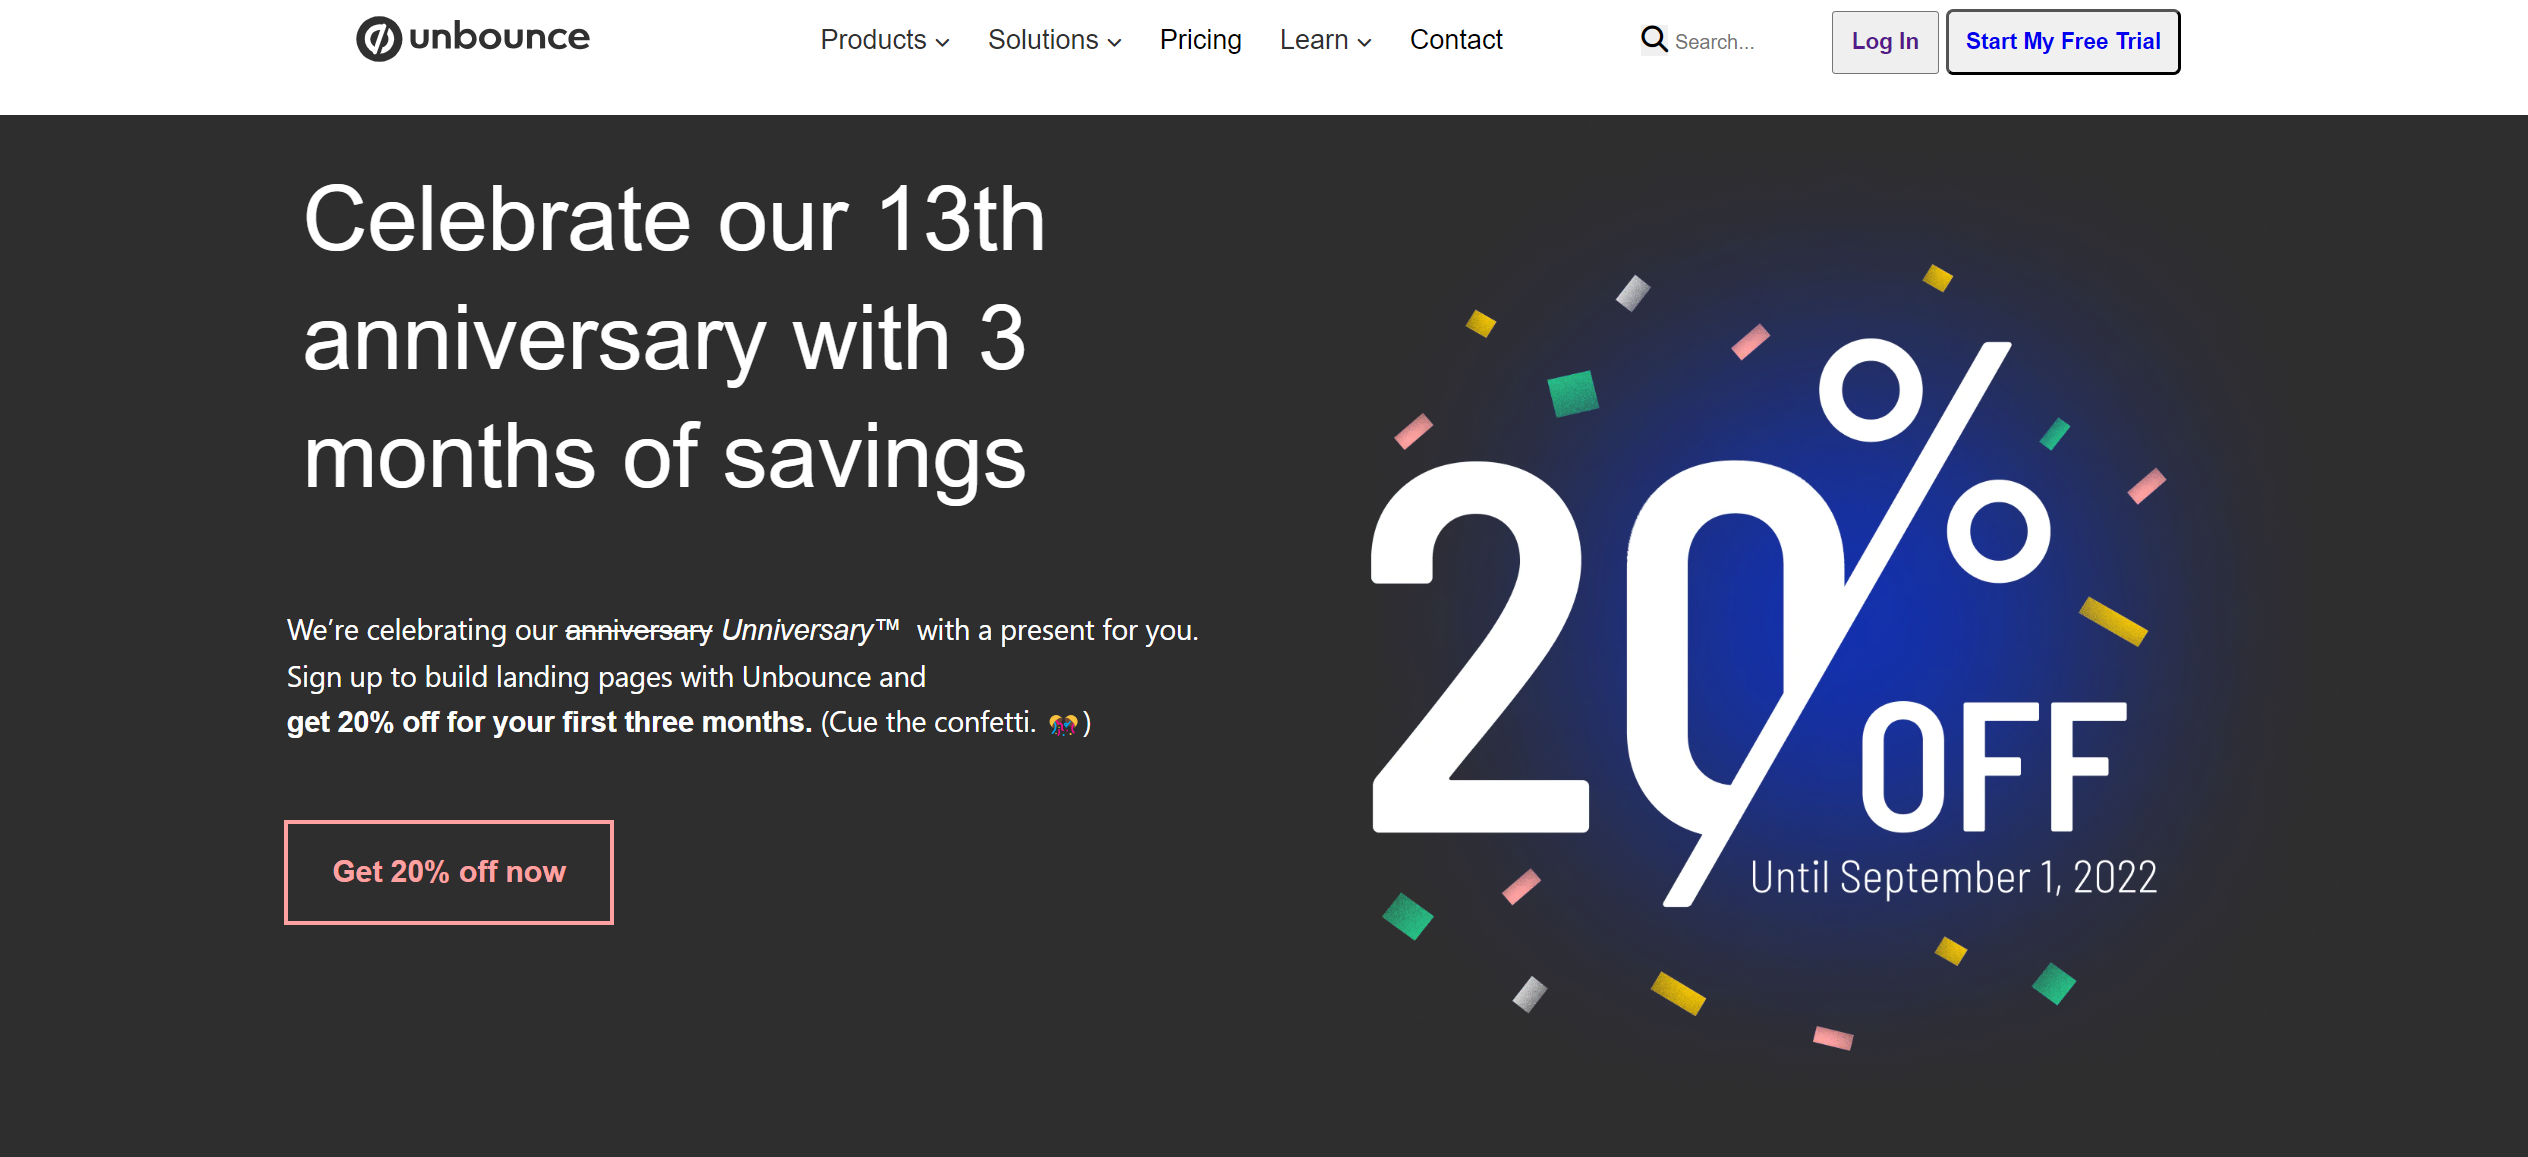 unbounce
Products Solutions Pricing Learn Contact Search... Log In Start My Free Trial
Celebrate our 13th
anniversary with 3
months of savings
We’re celebrating our anniversary Unniversary™ with a present for you.
Sign up to build landing pages with Unbounce and
get 20% off for your first three months. (Cue the confetti. 🎊)
Get 20% off now
20%
OFF
Until September 1, 2022